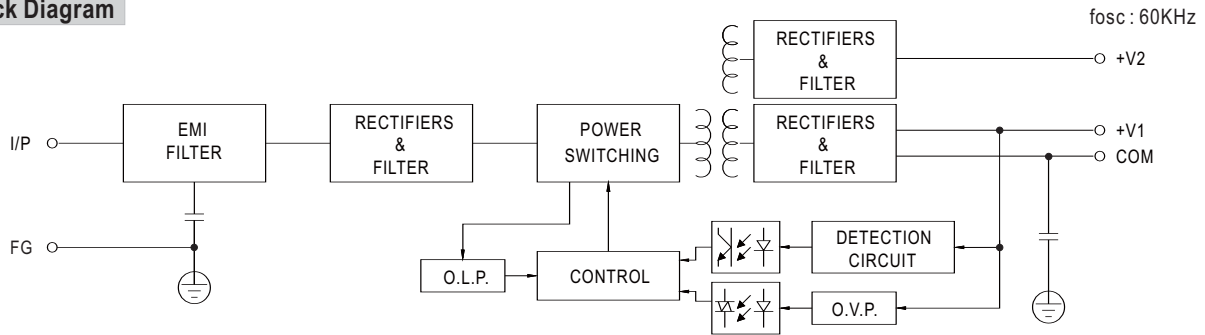 ck Diagram
fosc : 60KHz
RECTIFIERS
&
FILTER
+V2
I/P
EMI
FILTER
RECTIFIERS
&
FILTER
POWER
SWITCHING
RECTIFIERS
&
FILTER
+V1
COM
FG
O.L.P.
CONTROL
DETECTION
CIRCUIT
O.V.P.